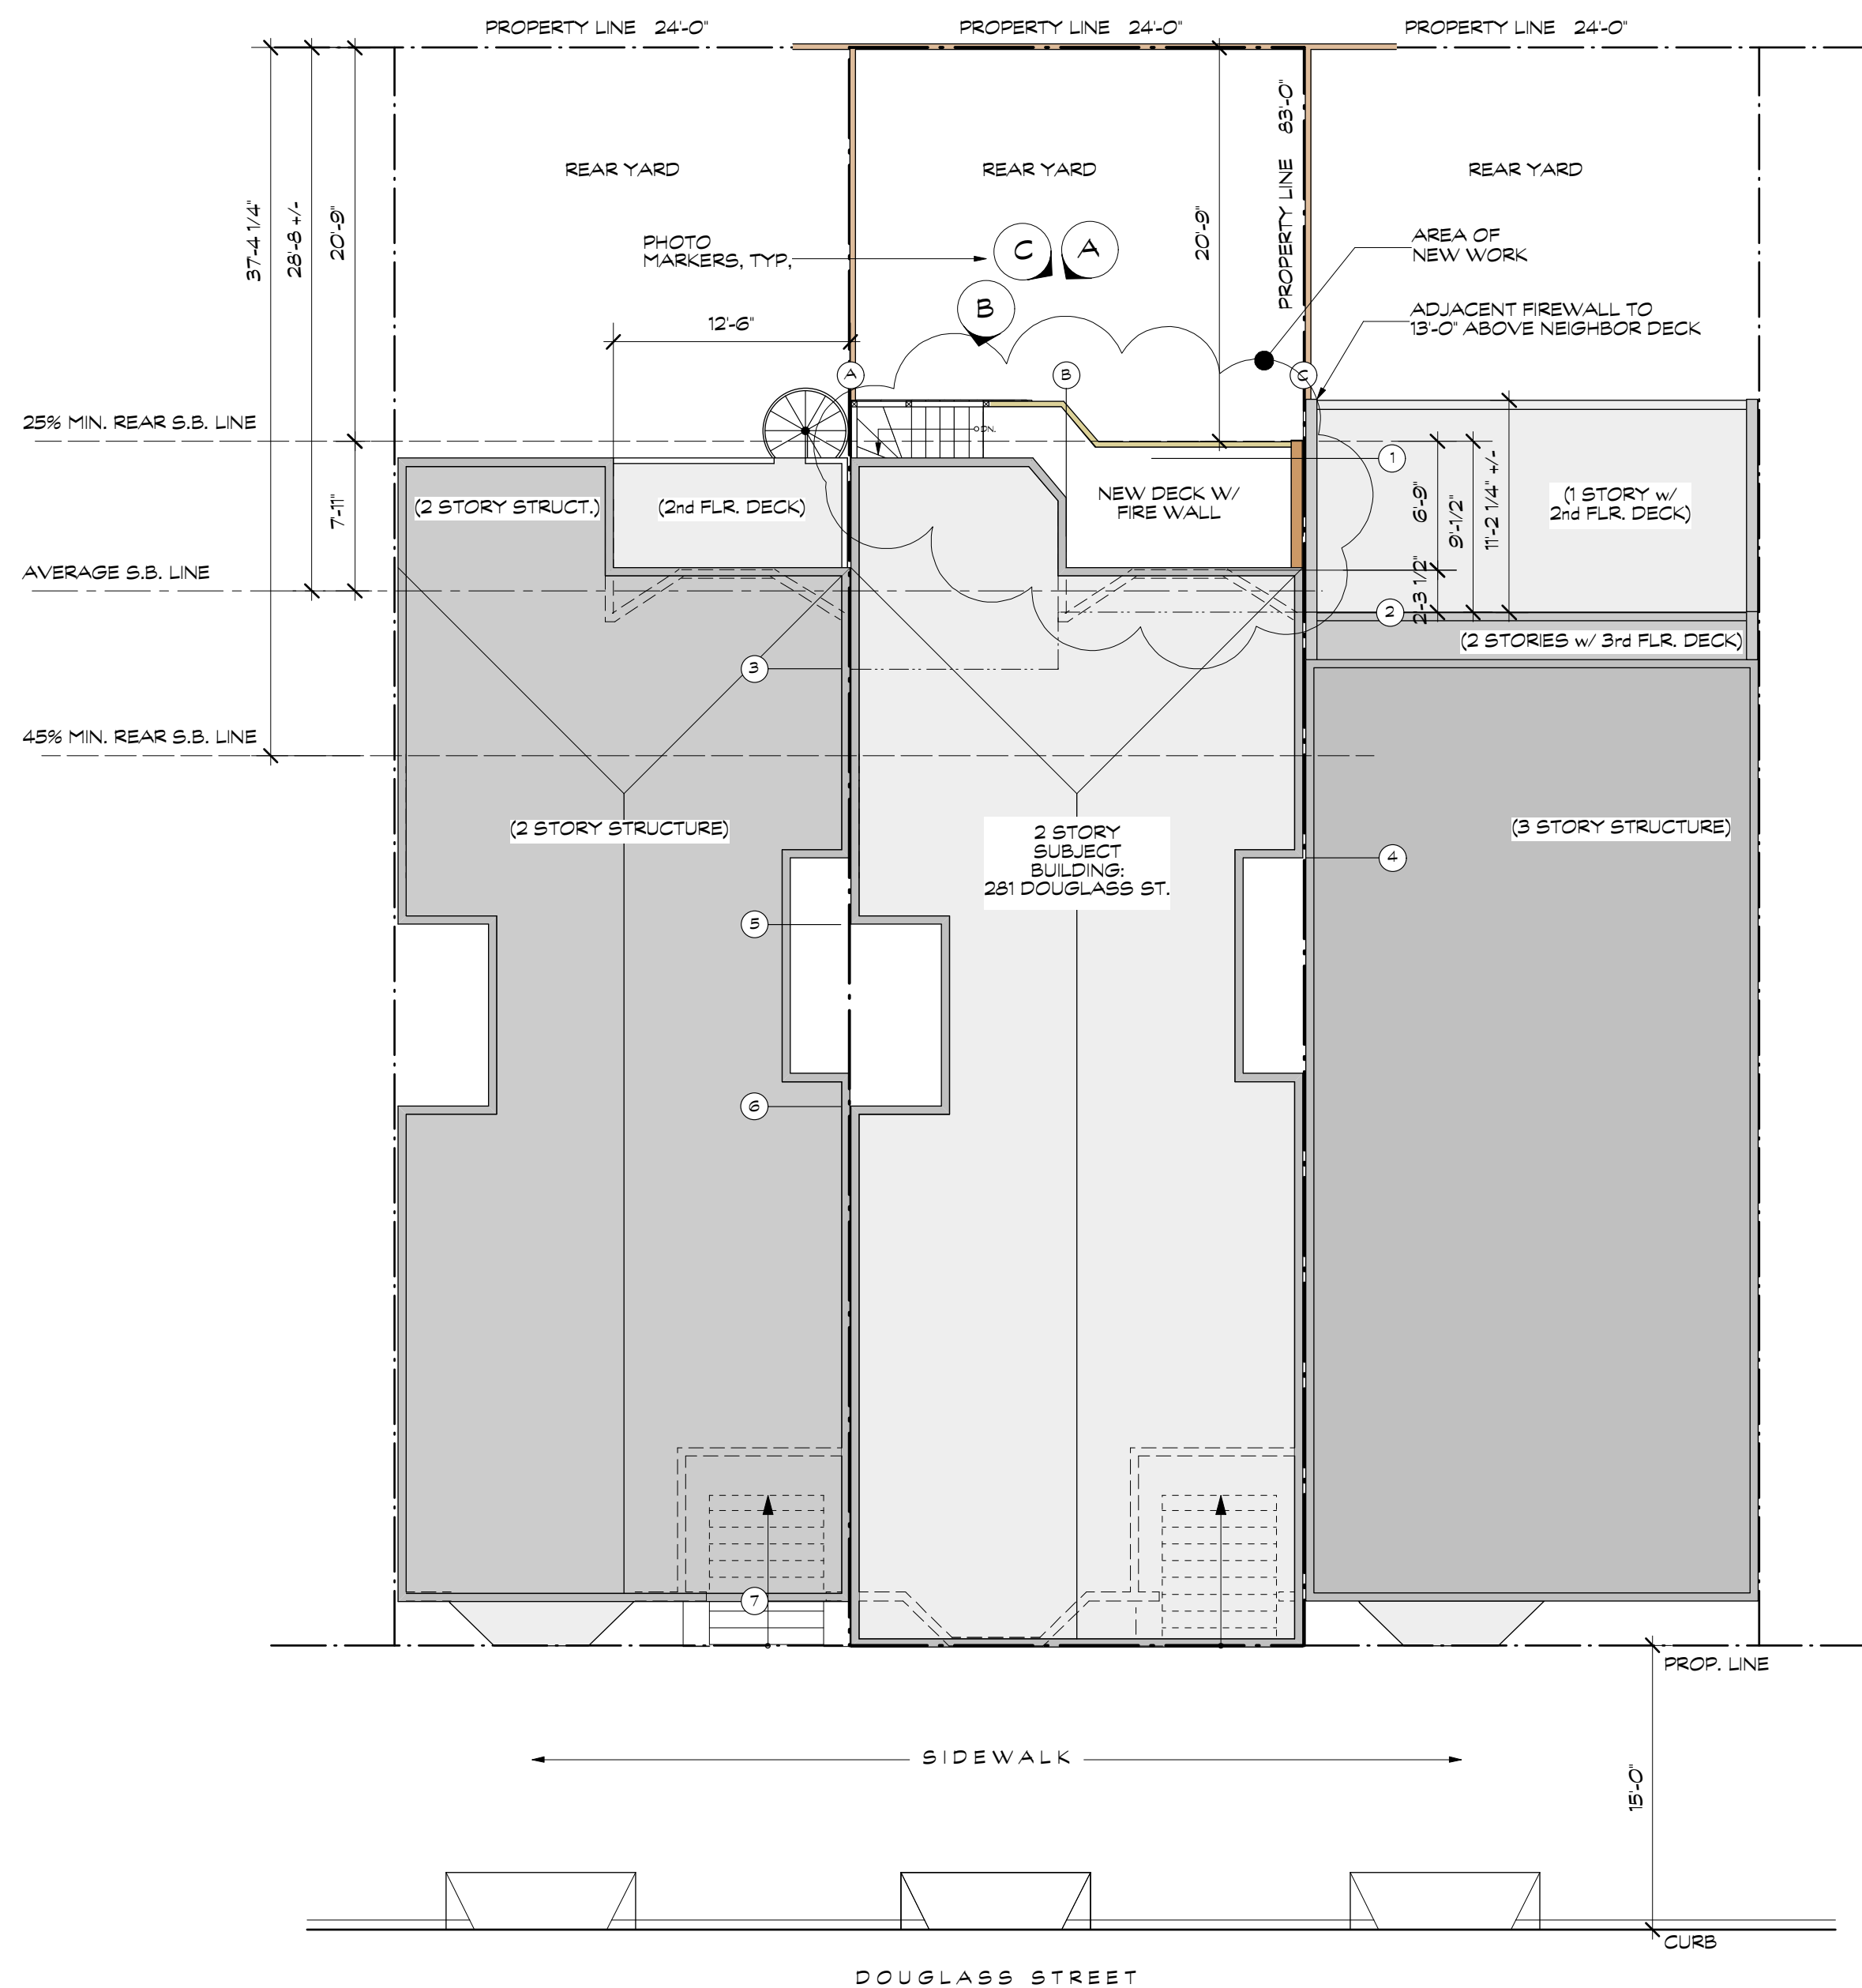 PROPERTY LINE 24'-0"
PROPERTY LINE 24'-0"
PROPERTY LINE 24'-0"
REAR YARD
REAR YARD
REAR YARD
PROPERTY LINE 83'-0"
37'-4 1/4"
28'-8 +/-
20'-9"
20'-9"
PHOTO
MARKERS, TYP,
C
A
B
AREA OF
NEW WORK
ADJACENT FIREWALL TO
13'-0" ABOVE NEIGHBOR DECK
12'-6"
A
B
C
25% MIN. REAR S.B. LINE
DN.
1
7'-11"
(2 STORY STRUCT.)
(2nd FLR. DECK)
NEW DECK W/
FIRE WALL
6'-9"
9'-1/2"
11'-2 1/4" +/-
(1 STORY w/
2nd FLR. DECK)
AVERAGE S.B. LINE
2'-3 1/2"
2
(2 STORIES w/ 3rd FLR. DECK)
3
45% MIN. REAR S.B. LINE
(2 STORY STRUCTURE)
2 STORY
SUBJECT
BUILDING:
281 DOUGLASS ST.
(3 STORY STRUCTURE)
4
5
6
7
PROP. LINE
SIDEWALK
15'-0"
CURB
DOUGLASS STREET